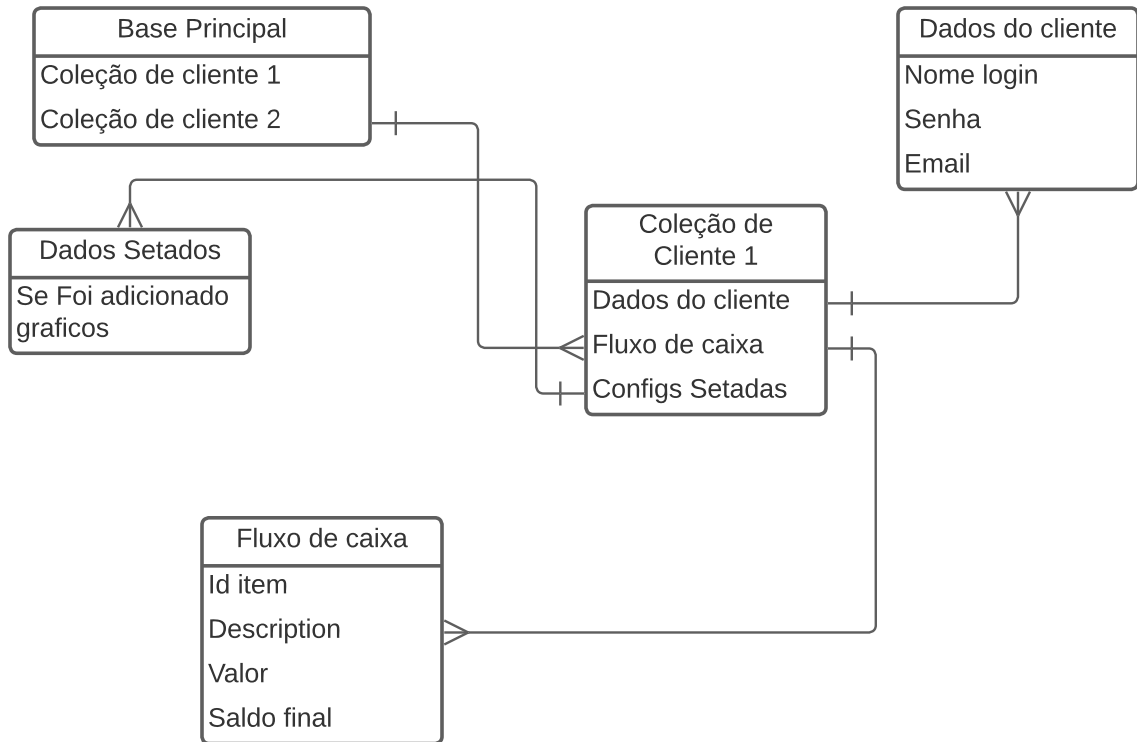 Base Principal
Coleção de cliente 1
Coleção de cliente 2
Dados do cliente
Nome login
Senha
Email
Dados Setados
Se Foi adicionado
graficos
Coleção de
Cliente 1
Dados do cliente
Fluxo de caixa
Configs Setadas
Fluxo de caixa
Id item
Description
Valor
Saldo final